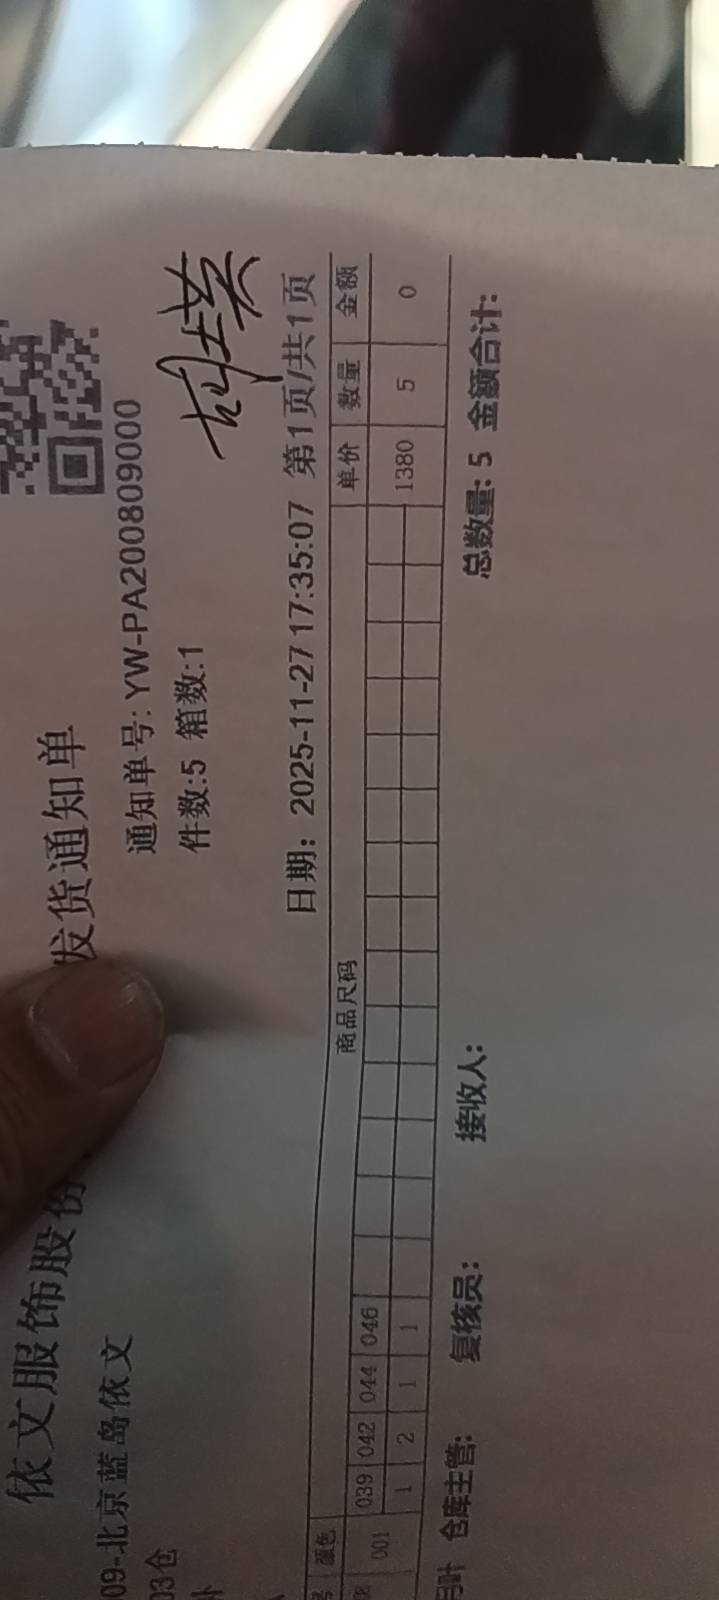 依文服饰股份
发货通知单
09-北京蓝岛依文
通知单号: YW-PA200809000
03仓
件数:5 箱数:1
日期: 2025-11-27 17:35:07 第1页/共1页
号 颜色 商品尺码 单价 数量 金额
001 039 042 044 046 1380 5 0
1 2 1 1
仓库主管: 复核员: 接收人: 总数量: 5 金额合计: